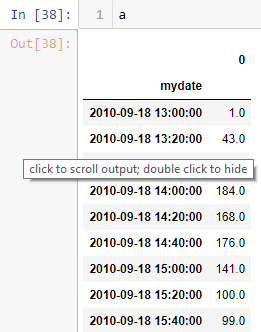 In [38]: 1 a
Out[38]:
0
mydate
2010-09-18 13:00:00 1.0
2010-09-18 13:20:00 43.0
click to scroll output; double click to hide
2010-09-18 14:00:00 184.0
2010-09-18 14:20:00 168.0
2010-09-18 14:40:00 176.0
2010-09-18 15:00:00 141.0
2010-09-18 15:20:00 100.0
2010-09-18 15:40:00 99.0